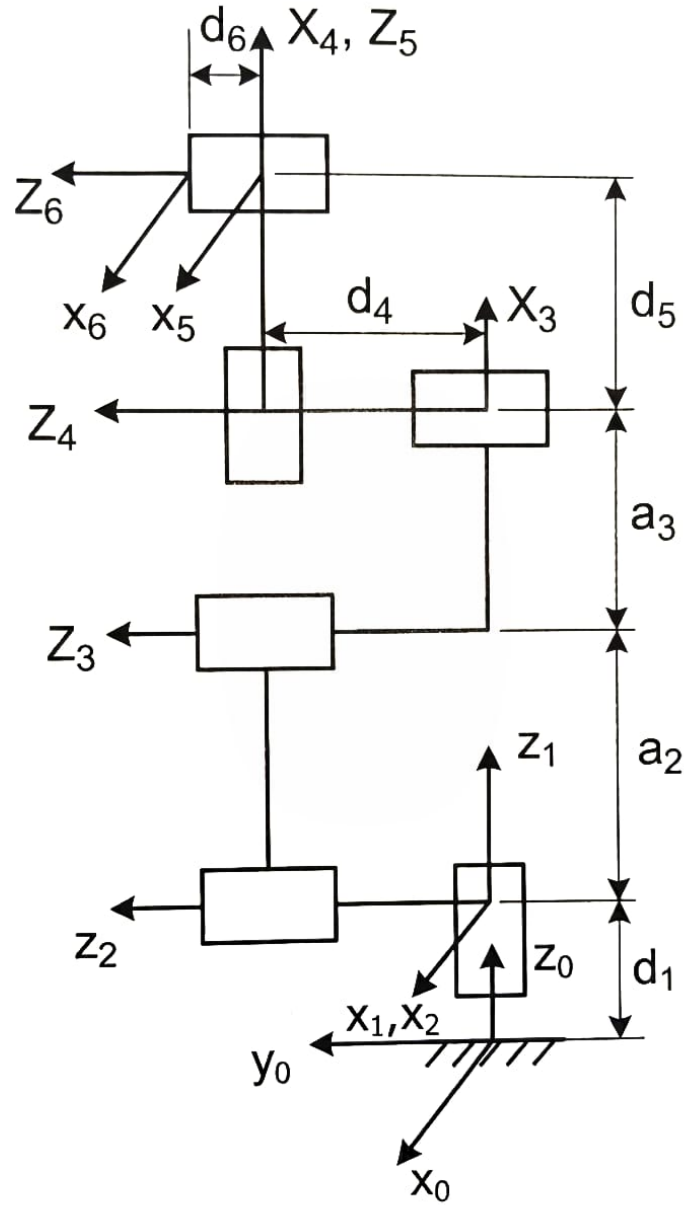 d₆ X₄, Z₅
Z₆
x₆ x₅
d₄ X₃ d₅
Z₄
a₃
Z₃
z₁ a₂
z₂
z₀ d₁
x₁,x₂
y₀
x₀